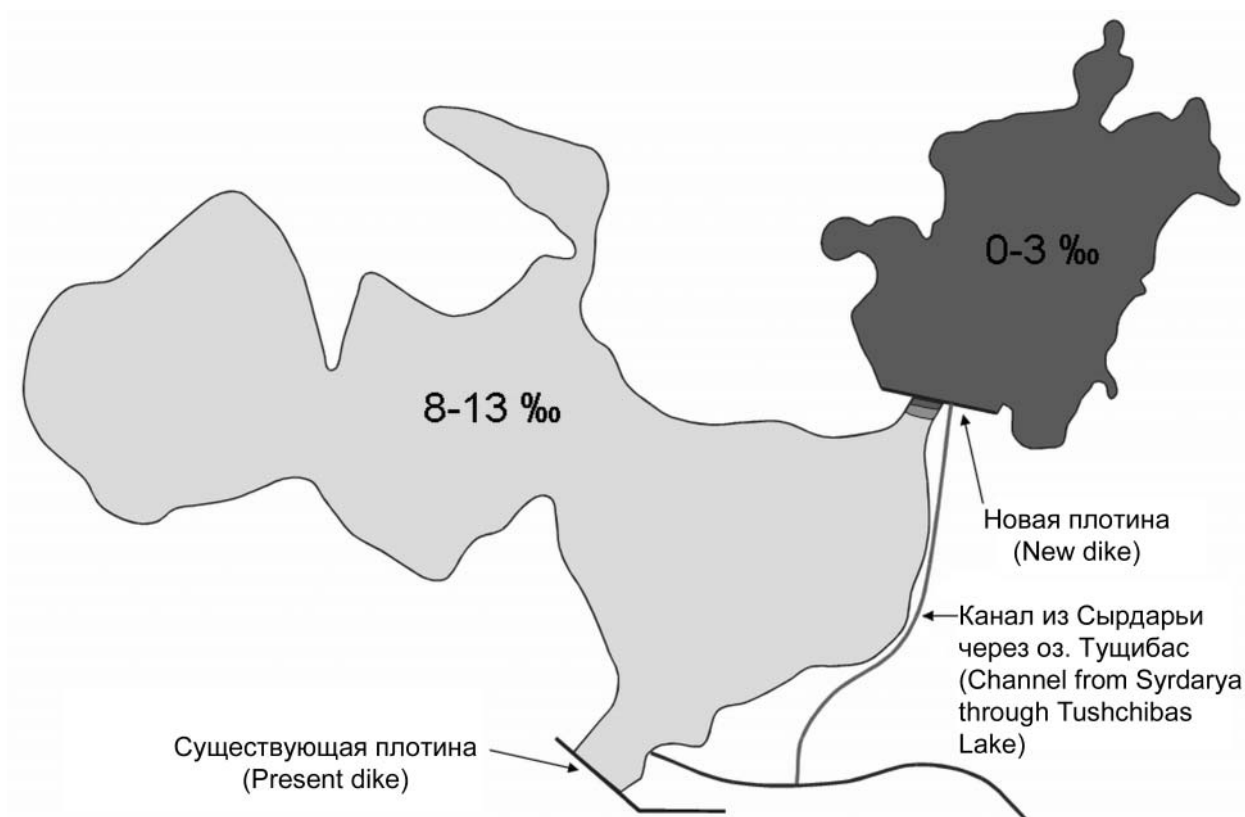 0-3 ‰
8-13 ‰
Новая плотина
(New dike)
Канал из Сырдарьи
через оз. Тущибас
(Channel from Syrdarya
through Tushchibas
Lake)
Существующая плотина
(Present dike)